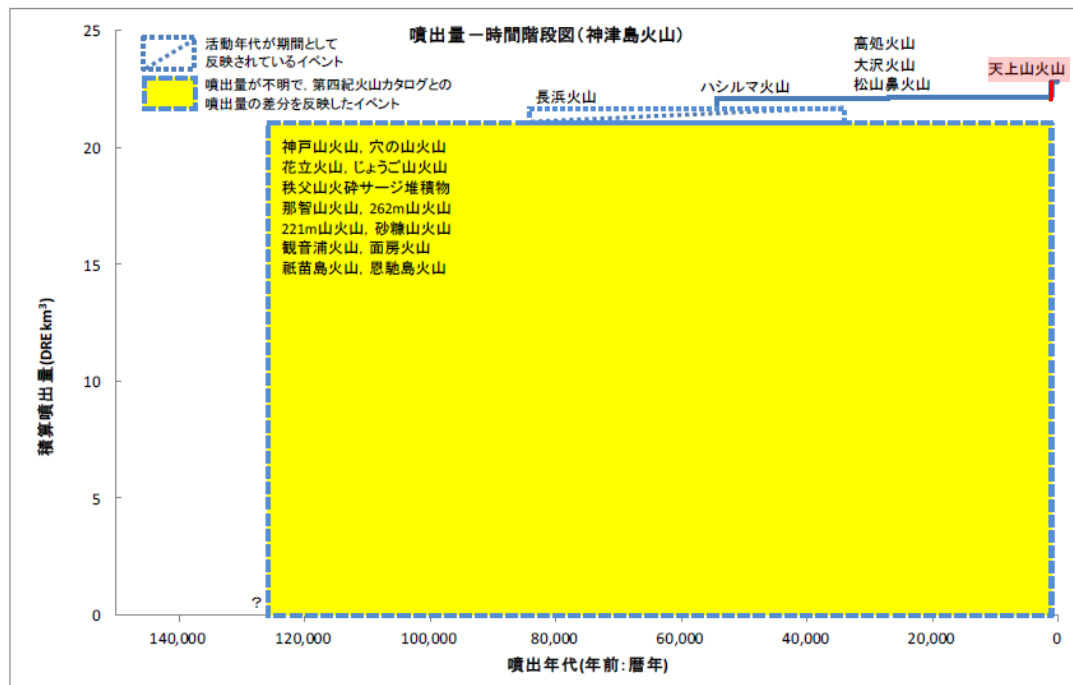 噴出量－時間階段図(神津島火山)
活動年代が期間として
反映されているイベント
噴出量が不明で，第四紀火山カタログとの
噴出量の差分を反映したイベント
長浜火山
ハシルマ火山
高処火山
大沢火山
松山鼻火山
天上山火山
神戸山火山，穴の山火山
花立火山，じょうご山火山
秩父山火砕サージ堆積物
那智山火山，262m山火山
221m山火山，砂糠山火山
観音浦火山，面房火山
祇苗島火山，恩馳島火山
?
積算噴出量(DRE km³)
25
20
15
10
5
0
140,000
120,000
100,000
80,000
60,000
40,000
20,000
0
噴出年代(年前:暦年)